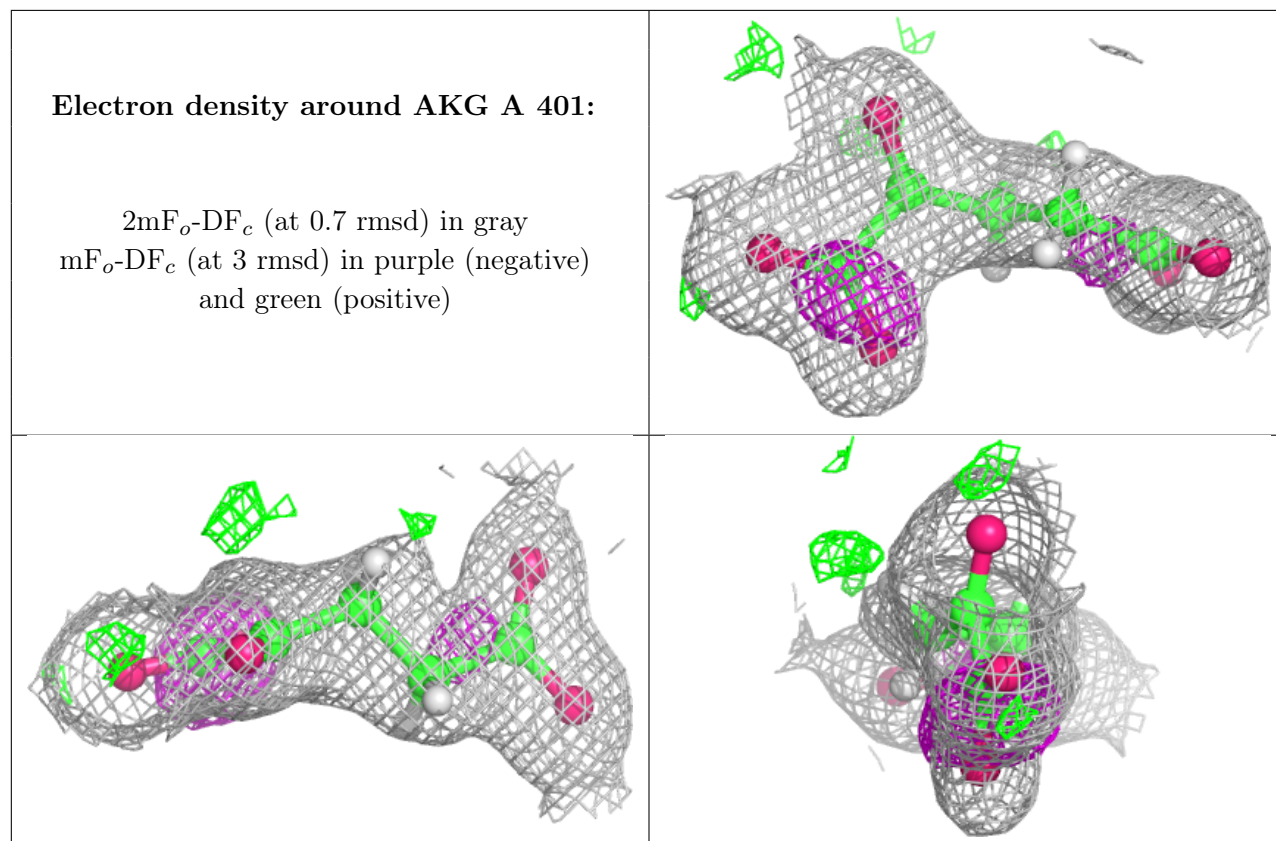 Electron density around AKG A 401:
2mFo-DFc (at 0.7 rmsd) in gray
mFo-DFc (at 3 rmsd) in purple (negative)
and green (positive)